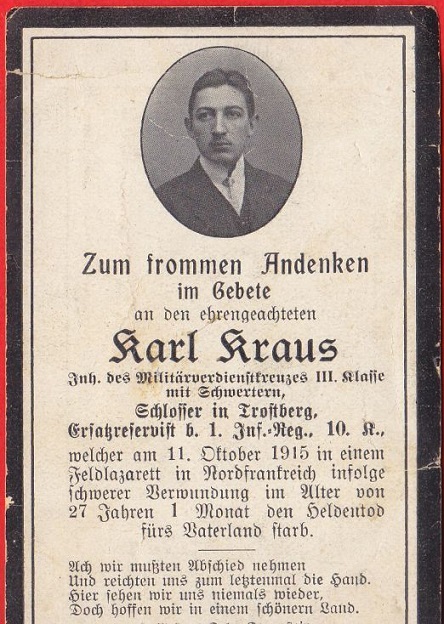 Zum frommen Andenken
im Gebete
an den ehrengeachteten
Karl Kraus
Inh. des Militärverdienstkreuzes III. Klasse
mit Schwertern,
Schlosser in Trostberg,
Ersatzreservist b. 1. Inf.-Reg., 10. K.,
welcher am 11. Oktober 1915 in einem
Feldlazarett in Nordfrankreich infolge
schwerer Verwundung im Alter von
27 Jahren 1 Monat den Heldentod
fürs Vaterland starb.
Ach wir mußten Abschied nehmen
Und reichten uns zum letztenmal die Hand.
Hier sehen wir uns niemals wieder,
Doch hoffen wir in einem schönern Land.